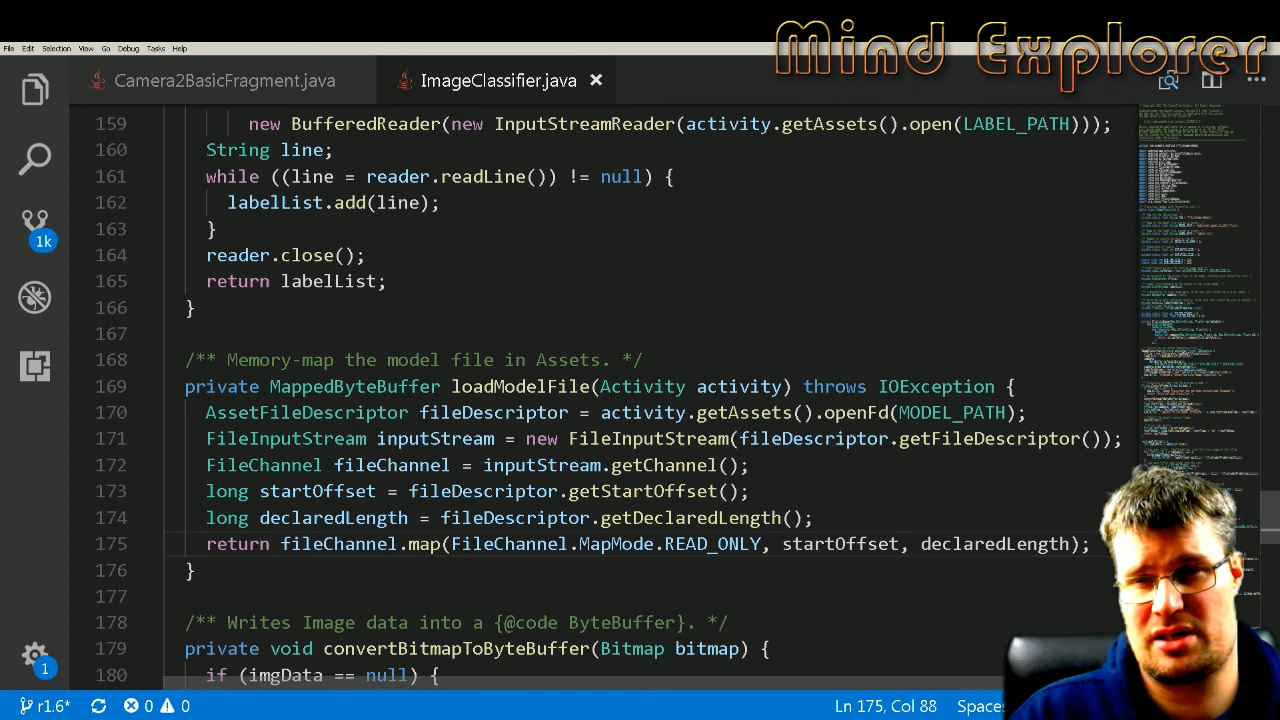 Mind Explorer
File Edit Selection View Go Debug Tasks Help
Camera2BasicFragment.java ImageClassifier.java ×
159 new BufferedReader(new InputStreamReader(activity.getAssets().open(LABEL_PATH)));
160 String line;
161 while ((line = reader.readLine()) != null) {
162 labelList.add(line);
163 }
164 reader.close();
165 return labelList;
166 }
167
168 /** Memory-map the model file in Assets. */
169 private MappedByteBuffer loadModelFile(Activity activity) throws IOException {
170 AssetFileDescriptor fileDescriptor = activity.getAssets().openFd(MODEL_PATH);
171 FileInputStream inputStream = new FileInputStream(fileDescriptor.getFileDescriptor());
172 FileChannel fileChannel = inputStream.getChannel();
173 long startOffset = fileDescriptor.getStartOffset();
174 long declaredLength = fileDescriptor.getDeclaredLength();
175 return fileChannel.map(FileChannel.MapMode.READ_ONLY, startOffset, declaredLength);
176 }
177
178 /** Writes Image data into a {@code ByteBuffer}. */
179 private void convertBitmapToByteBuffer(Bitmap bitmap) {
180 if (imgData == null) {
1k
1
r1.6* 0 0 Ln 175, Col 88 Spaces